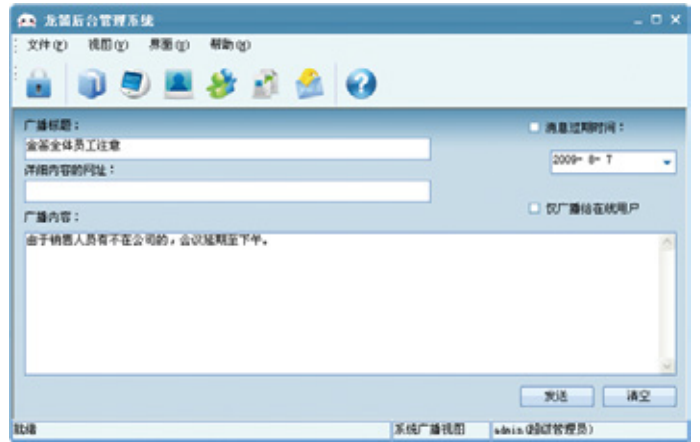 后台管理系统
文件(F) 视图(V) 界面(U) 帮助(H)
广播标题：
全体员工注意
详细内容的网址：
广播内容：
由于销售人员有不在公司的，会议延期至下午。
消息过期时间：
2009- 8- 7
仅广播给在线用户
发送 清空
就绪 系统广播视图 admin(超级管理员)